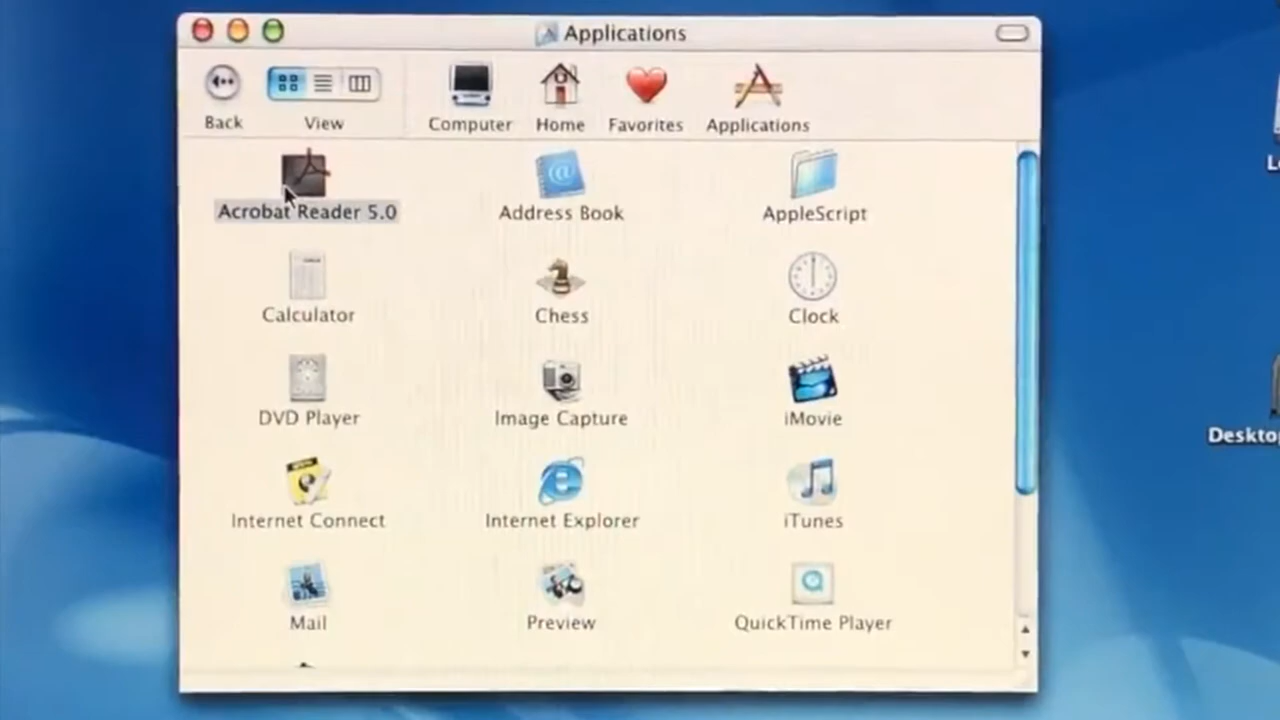 Applications
Back
View
Computer
Home
Favorites
Applications
Acrobat Reader 5.0
Address Book
AppleScript
Calculator
Chess
Clock
DVD Player
Image Capture
iMovie
Internet Connect
Internet Explorer
iTunes
Mail
Preview
QuickTime Player
Deskto